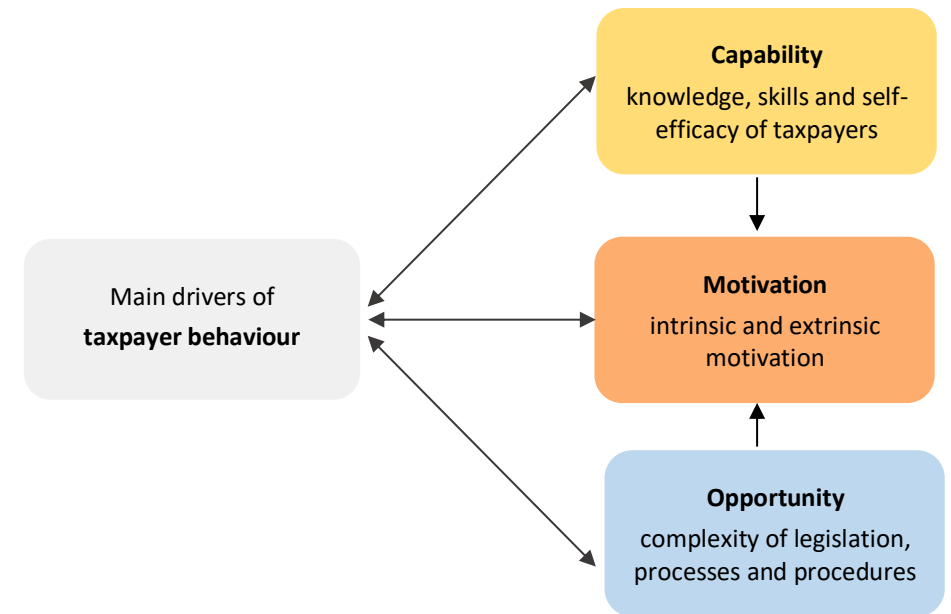 Capability
knowledge, skills and self-
efficacy of taxpayers
Main drivers of
taxpayer behaviour
Motivation
intrinsic and extrinsic
motivation
Opportunity
complexity of legislation,
processes and procedures